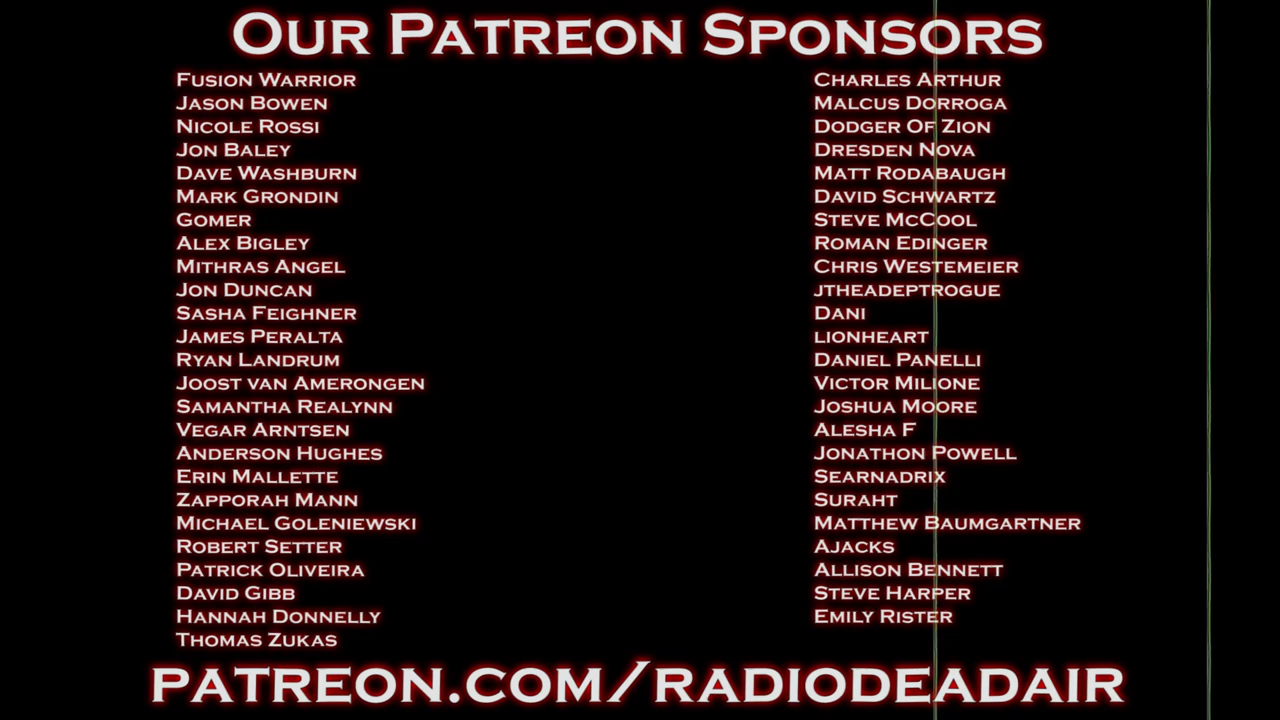 Our Patreon Sponsors
Fusion Warrior
Jason Bowen
Nicole Rossi
Jon Baley
Dave Washburn
Mark Grondin
Gomer
Alex Bigley
Mithras Angel
Jon Duncan
Sasha Feighner
James Peralta
Ryan Landrum
Joost van Amerongen
Samantha Realynn
Vegar Arntsen
Anderson Hughes
Erin Mallette
Zapporah Mann
Michael Goleniewski
Robert Setter
Patrick Oliveira
David Gibb
Hannah Donnelly
Thomas Zukas
Charles Arthur
Malcus Dorroga
Dodger Of Zion
Dresden Nova
Matt Rodabaugh
David Schwartz
Steve McCool
Roman Edinger
Chris Westemeier
jtheadeptrogue
Dani
lionheart
Daniel Panelli
Victor Milione
Joshua Moore
Alesha F
Jonathon Powell
Searnadrix
Suraht
Matthew Baumgartner
Ajacks
Allison Bennett
Steve Harper
Emily Rister
patreon.com/radiodeadair